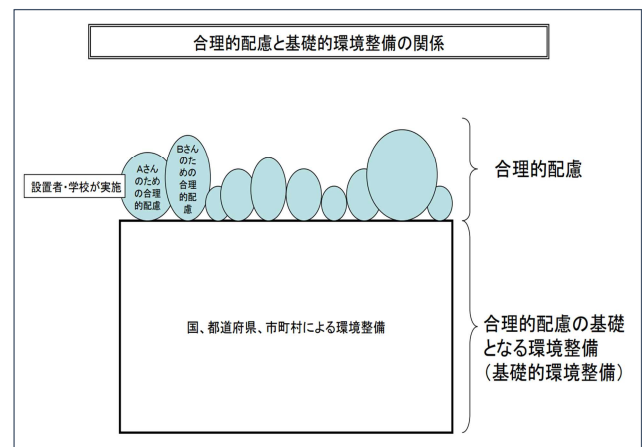 合理的配慮と基礎的環境整備の関係
設置者・学校が実施
Aさん
のため
の合理
的配慮
Bさん
のた
めの
合理
的配
慮
合理的配慮
国、都道府県、市町村による環境整備
合理的配慮の基礎
となる環境整備
（基礎的環境整備）